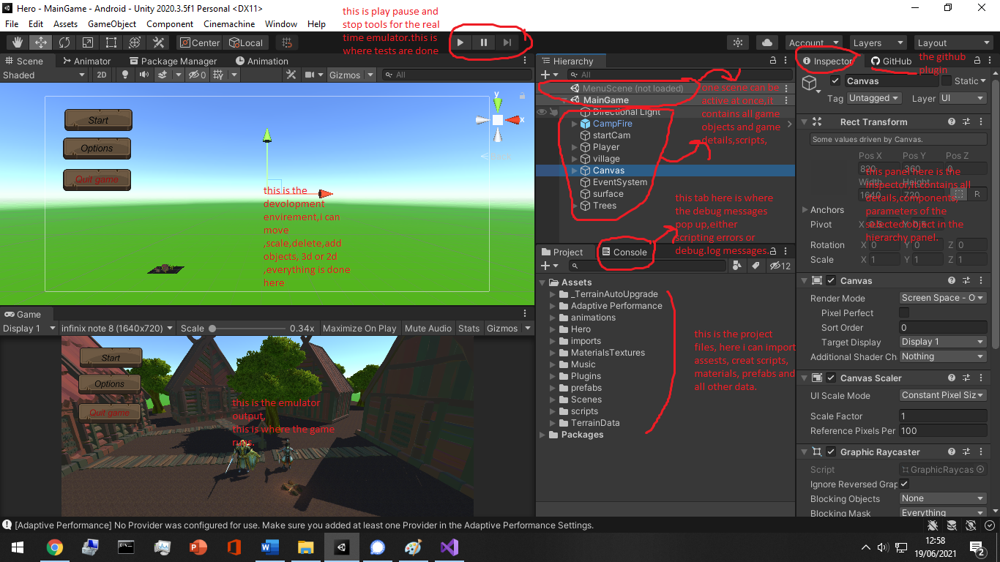 Hero - MainGame - Android - Unity 2020.3.5f1 Personal <DX11>
File Edit Assets GameObject Component Cinemachine Window Help
this is play pause and
stop tools for the real
time emulator.this is
where tests are done
Center Local
Account Layers Layout
Scene Animator Package Manager Animation
Shaded 2D 0 Gizmos All
Start
Options
Quit game
y
x
this is the
devolopment
envirement,i can
move
,scale,delete,add
objects, 3d or 2d
,everything is done
here
Game
Display 1 infinix note 8 (1640x720) Scale 0.34x Maximize On Play Mute Audio Stats Gizmos
Start
Options
Quit game
this is the emulator
output,
this is where the game
runs.
Hierarchy
All
MenuScene (not loaded)
MainGame
Directional Light
CampFire
startCam
Player
village
Canvas
EventSystem
surface
Trees
one scene can be
active at once,it
contains all game
objects and game
details,scripts,
this tab here is where
the debug messages
pop up,either
scripting errors or
debug.log messages.
Project Console
12
Assets
_TerrainAutoUpgrade
Adaptive Performance
animations
Hero
imports
MaterialsTextures
Music
Plugins
prefabs
Scenes
scripts
TerrainData
Packages
this is the project
files, here i can import
assests, creat scripts,
materials, prefabs and
all other data.
Inspector GitHub
the github
plugin
Canvas Static
Tag Untagged Layer UI
Rect Transform
Some values driven by Canvas.
Pos X Pos Y Pos Z
820 360 0
Width Height
1640 720 R
this panel here is the
inspector,it contains all
details,components,
parameters of the
selected object in the
hierarchy panel.
Anchors
Pivot X 0.5 Y 0.5
Rotation X 0 Y 0 Z 0
Scale X 1 Y 1 Z 1
Canvas
Render Mode Screen Space - O
Pixel Perfect
Sort Order 0
Target Display Display 1
Additional Shader Ch Nothing
Canvas Scaler
UI Scale Mode Constant Pixel Siz
Scale Factor 1
Reference Pixels Per 100
Graphic Raycaster
Script GraphicRaycas
Ignore Reversed Grap
Blocking Objects None
Blocking Mask Everything
[Adaptive Performance] No Provider was configured for use. Make sure you added at least one Provider in the Adaptive Performance Settings.
12:58
19/06/2021
2